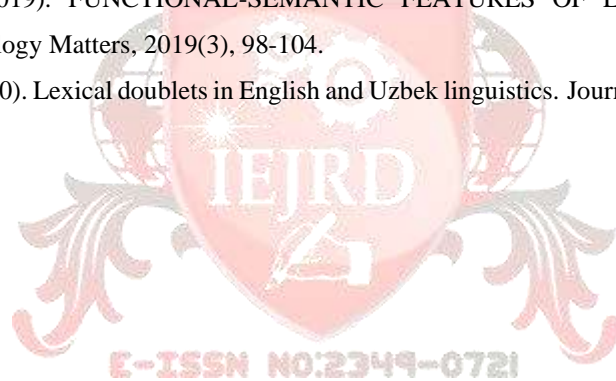 019). FUNCTIONAL-SEMANTIC FEATURES OF
ology Matters, 2019(3), 98-104.
0). Lexical doublets in English and Uzbek linguistics. Journ
IEJRD
E-ISSN NO:2349-0721